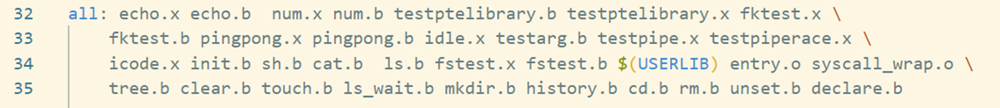 32 all: echo.x echo.b  num.x num.b testptelibrary.b testptelibrary.x fktest.x \
33     fktest.b pingpong.x pingpong.b idle.x testarg.b testpipe.x testpiperace.x \
34     icode.x init.b sh.b cat.b  ls.b fstest.x fstest.b $(USERLIB) entry.o syscall_wrap.o \
35     tree.b clear.b touch.b ls_wait.b mkdir.b history.b cd.b rm.b unset.b declare.b